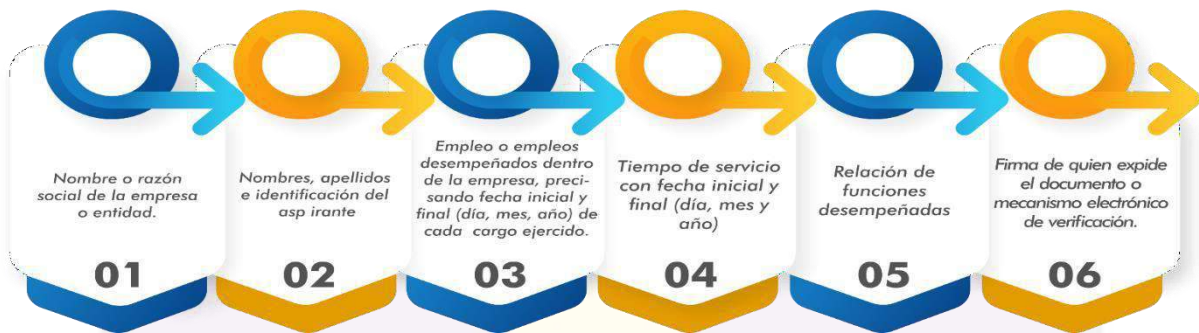 Nombre o razón
social de la empresa
o entidad.
01
Nombres, apellidos
e identificación del
asp irante
02
Empleo o empleos
desempeñados dentro
de la empresa, preci-
sando fecha inicial y
final (día, mes, año) de
cada cargo ejercido.
03
Tiempo de servicio
con fecha inicial y
final (día, mes y
año)
04
Relación de
funciones
desempeñadas
05
Firma de quien expide
el documento o
mecanismo electrónico
de verificación.
06